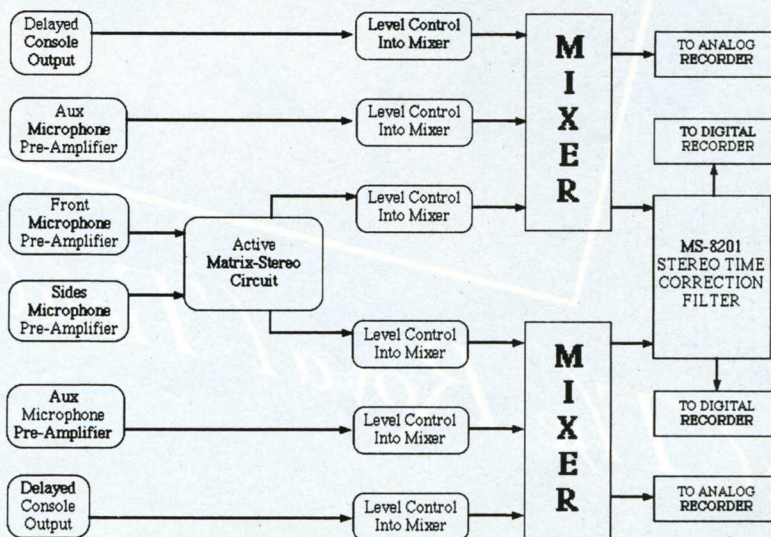 Delayed
Console
Output
Level Control
Into Mixer
MIXER
TO ANALOG
RECORDER
Aux
Microphone
Pre-Amplifier
Level Control
Into Mixer
TO DIGITAL
RECORDER
Front
Microphone
Pre-Amplifier
Level Control
Into Mixer
Active
Matrix-Stereo
Circuit
MS-8201
STEREO TIME
CORRECTION
FILTER
Sides
Microphone
Pre-Amplifier
Level Control
Into Mixer
MIXER
Aux
Microphone
Pre-Amplifier
Level Control
Into Mixer
TO DIGITAL
RECORDER
Delayed
Console
Output
Level Control
Into Mixer
TO ANALOG
RECORDER